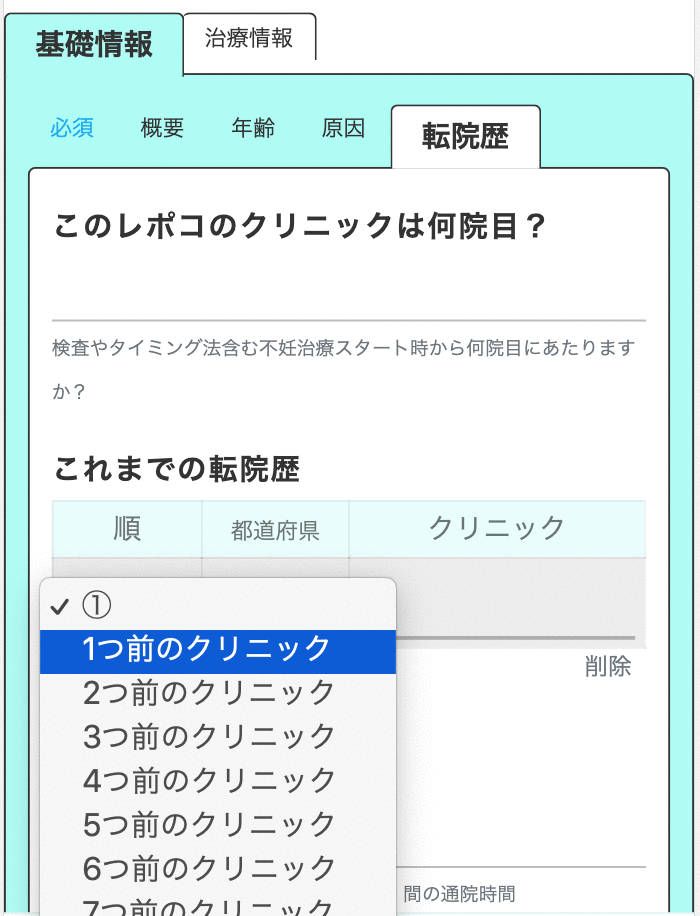 基礎情報
治療情報
必須 概要 年齢 原因 転院歴
このレポコのクリニックは何院目？
検査やタイミング法含む不妊治療スタート時から何院目にあたります
か？
これまでの転院歴
順 都道府県 クリニック
✓ ①
1つ前のクリニック
削除
2つ前のクリニック
3つ前のクリニック
4つ前のクリニック
5つ前のクリニック
6つ前のクリニック
間の通院時間
7つ前のクリニック